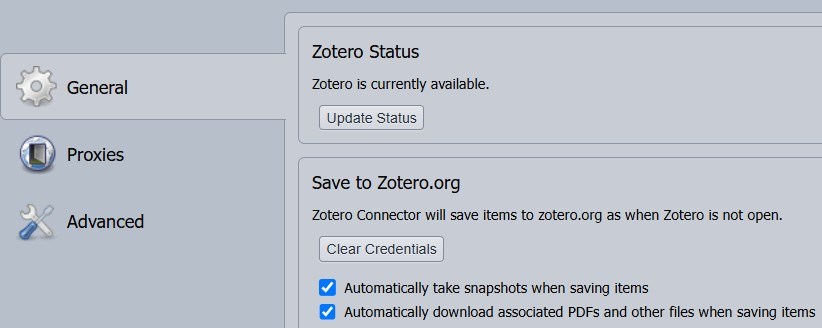 General
Proxies
Advanced
Zotero Status
Zotero is currently available.
Update Status
Save to Zotero.org
Zotero Connector will save items to zotero.org as when Zotero is not open.
Clear Credentials
Automatically take snapshots when saving items
Automatically download associated PDFs and other files when saving items